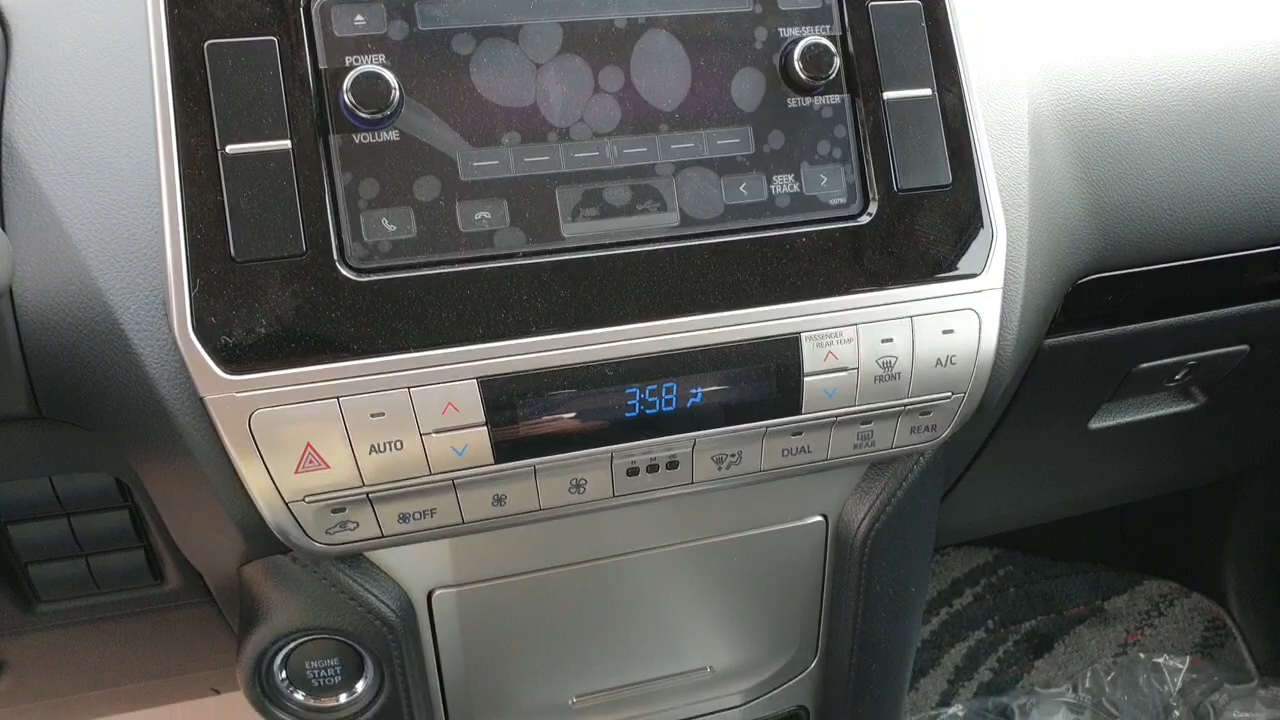 POWER
VOLUME
TUNE·SELECT
SETUP·ENTER
SEEK
TRACK
3:58
PASSENGER
/REAR TEMP
AUTO
FRONT
A/C
OFF
DUAL
REAR
REAR
ENGINE
START
STOP